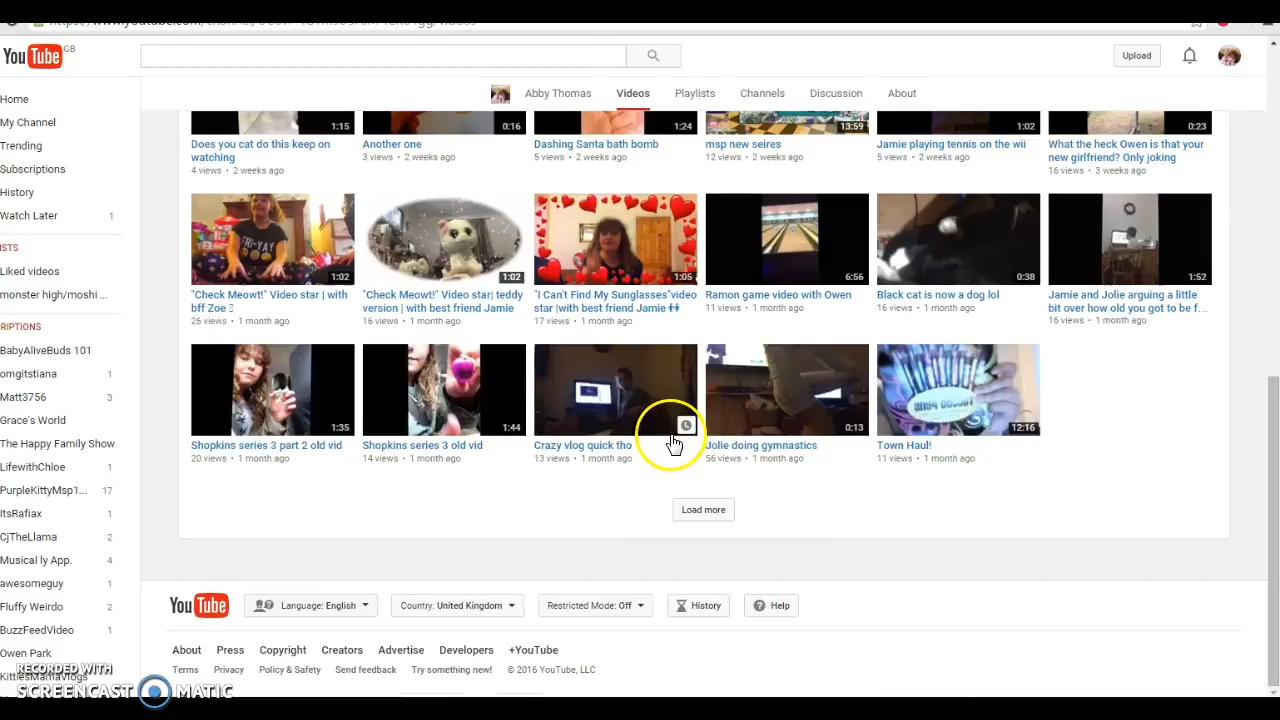 YouTube GB
Upload
Home
My Channel
Trending
Subscriptions
History
Watch Later 1
ISTS
Liked videos
monster high/moshi ...
RIPTIONS
BabyAliveBuds 101
omgitstiana 1
Matt3756 3
Grace's World
The Happy Family Show
LifewithChloe 1
PurpleKittyMsp1... 17
ItsRafiax 1
CjTheLlama 2
Musical ly App. 4
awesomeguy 1
Fluffy Weirdo 2
BuzzFeedVideo 1
Owen Park
KittiesMamaVlogs
Abby Thomas Videos Playlists Channels Discussion About
1:15 0:16 1:24 13:59 1:02 0:23
Does you cat do this keep on
watching
4 views • 2 weeks ago
Another one
3 views • 2 weeks ago
Dashing Santa bath bomb
5 views • 2 weeks ago
msp new seires
12 views • 2 weeks ago
Jamie playing tennis on the wii
5 views • 2 weeks ago
What the heck Owen is that your
new girlfriend? Only joking
16 views • 3 weeks ago
FRI-YAY
1:02 1:02 1:05 6:56 0:38 1:52
"Check Meowt!" Video star | with
bff Zoe
26 views • 1 month ago
"Check Meowt!" Video star| teddy
version | with best friend Jamie
16 views • 1 month ago
"I Can't Find My Sunglasses"video
star |with best friend Jamie
17 views • 1 month ago
Ramon game video with Owen
11 views • 1 month ago
Black cat is now a dog lol
16 views • 1 month ago
Jamie and Jolie arguing a little
bit over how old you got to be f...
16 views • 1 month ago
1:35 1:44 0:13 12:16
Shopkins series 3 part 2 old vid
20 views • 1 month ago
Shopkins series 3 old vid
14 views • 1 month ago
Crazy vlog quick tho
13 views • 1 month ago
Jolie doing gymnastics
56 views • 1 month ago
Town Haul!
11 views • 1 month ago
Load more
YouTube Language: English Country: United Kingdom Restricted Mode: Off History Help
About Press Copyright Creators Advertise Developers +YouTube
Terms Privacy Policy & Safety Send feedback Try something new! © 2016 YouTube, LLC
RECORDED WITH
SCREENCAST MATIC